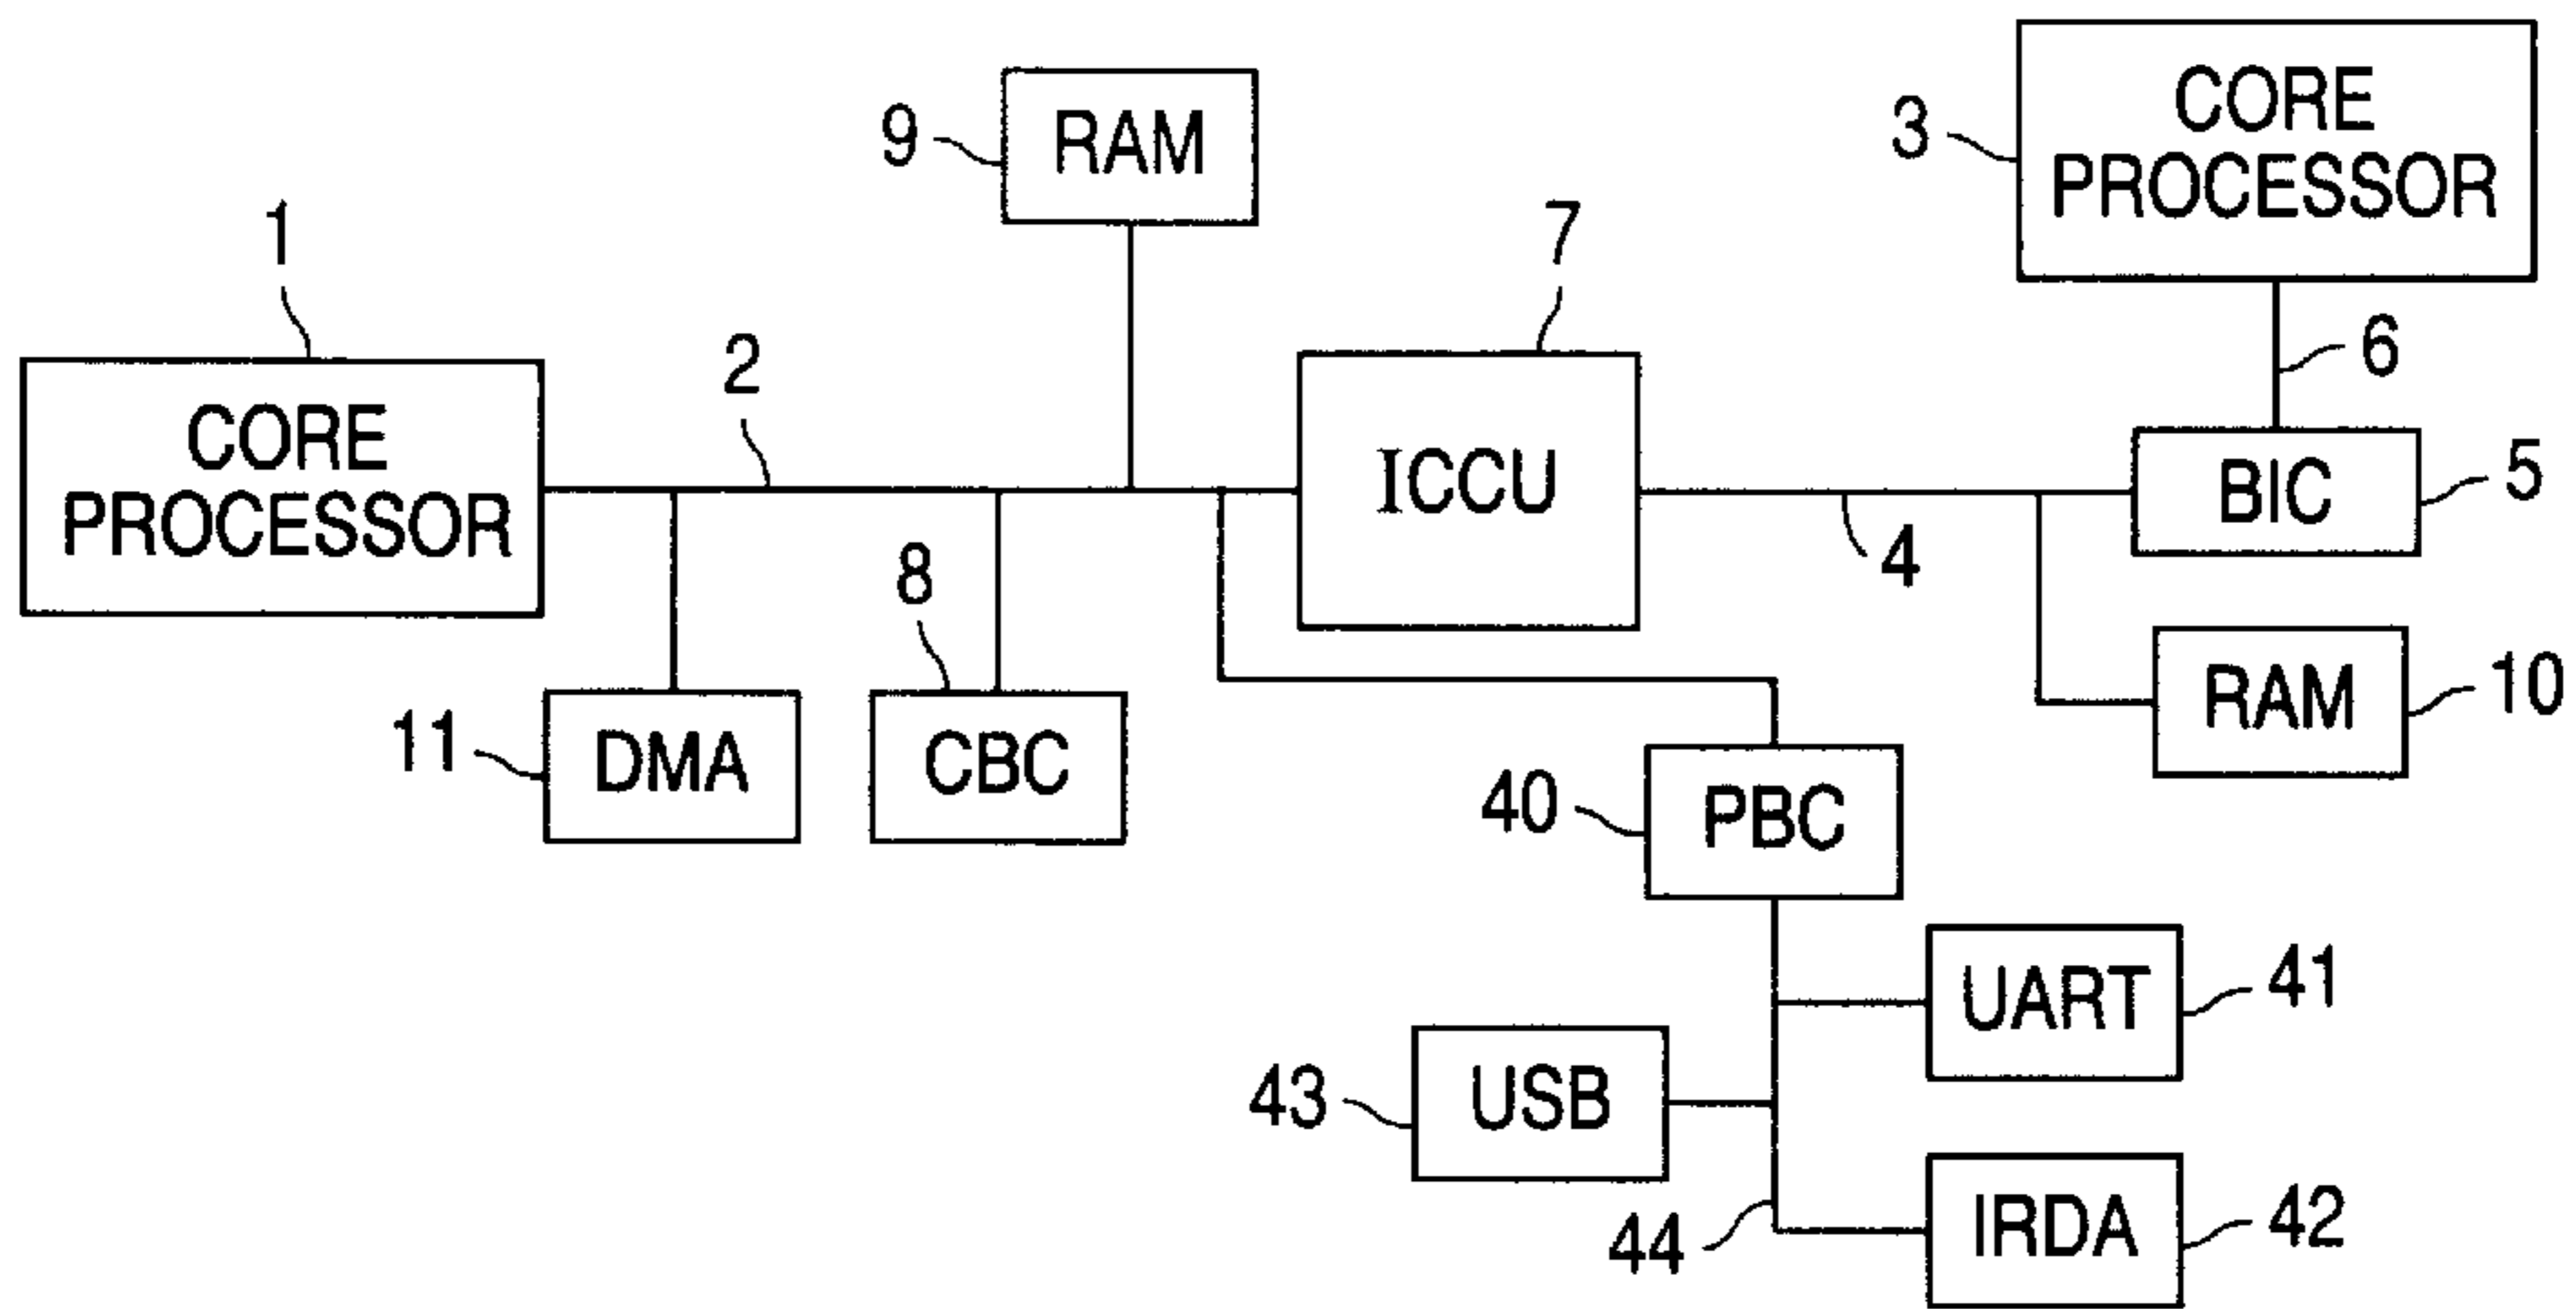 CORE
PROCESSOR
3
RAM
9
1
7
6
2
CORE
PROCESSOR
ICCU
BIC
5
4
8
RAM
10
11
DMA
CBC
40
PBC
UART
41
43
USB
44
IRDA
42